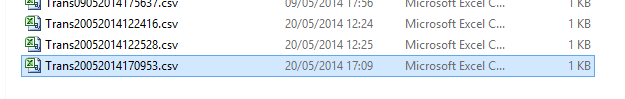 Trans09052014175637.csv 09/05/2014 17:56 Microsoft Excel C... 1 KB
Trans20052014122416.csv 20/05/2014 12:24 Microsoft Excel C... 1 KB
Trans20052014122528.csv 20/05/2014 12:25 Microsoft Excel C... 1 KB
Trans20052014170953.csv 20/05/2014 17:09 Microsoft Excel C... 1 KB